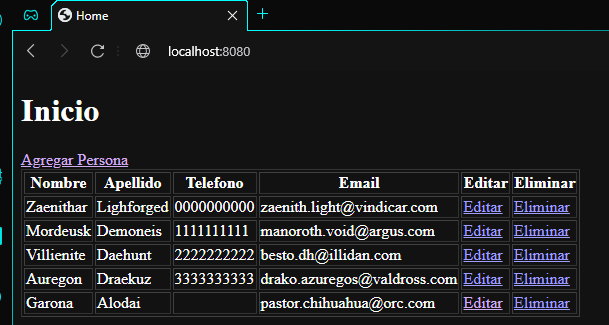 Home
localhost:8080
Inicio
Agregar Persona
Nombre Apellido Telefono Email Editar Eliminar
Zaenithar Lighforged 0000000000 zaenith.light@vindicar.com Editar Eliminar
Mordeusk Demoneis 1111111111 manoroth.void@argus.com Editar Eliminar
Villienite Daehunt 2222222222 besto.dh@illidan.com Editar Eliminar
Auregon Draekuz 3333333333 drako.azuregos@valdross.com Editar Eliminar
Garona Alodai pastor.chihuahua@orc.com Editar Eliminar